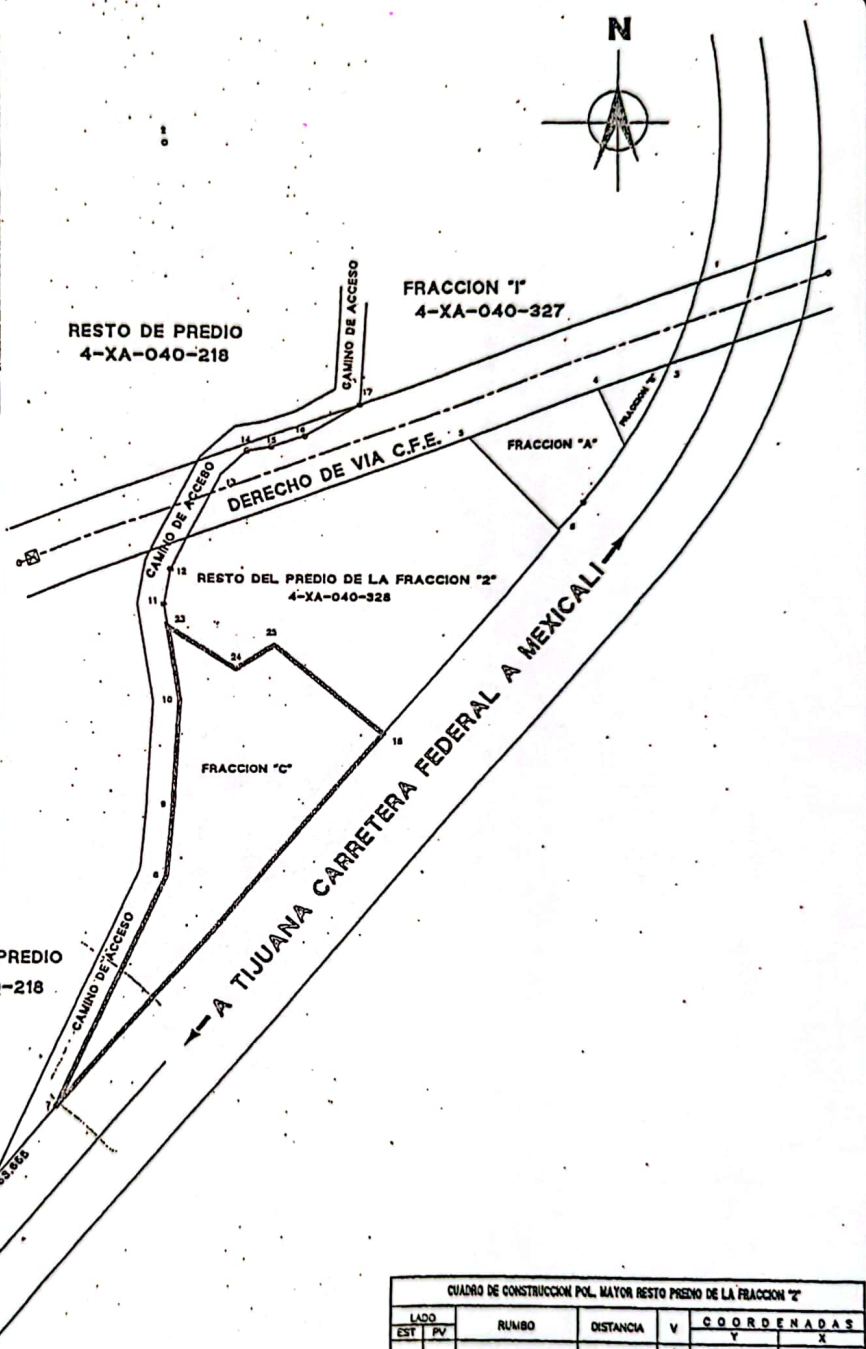 N
FRACCION "1"
4-XA-040-327
RESTO DE PREDIO
4-XA-040-218
CAMINO DE ACCESO
1
17
3
4
FRACCION "B"
16
15
14
5
FRACCION "A"
13
DERECHO DE VIA C.F.E.
CAMINO DE ACCESO
6
12
RESTO DEL PREDIO DE LA FRACCION "2"
4-XA-040-328
11
23
25
24
10
18
FRACCION "C"
9
8
A TIJUANA CARRETERA FEDERAL A MEXICALI
PREDIO
-218
CAMINO DE ACCESO
CUADRO DE CONSTRUCCION POL. MAYOR RESTO PREDIO DE LA FRACCION "2"
LADO
EST PV
RUMBO
DISTANCIA
V
COORDENADAS
Y X